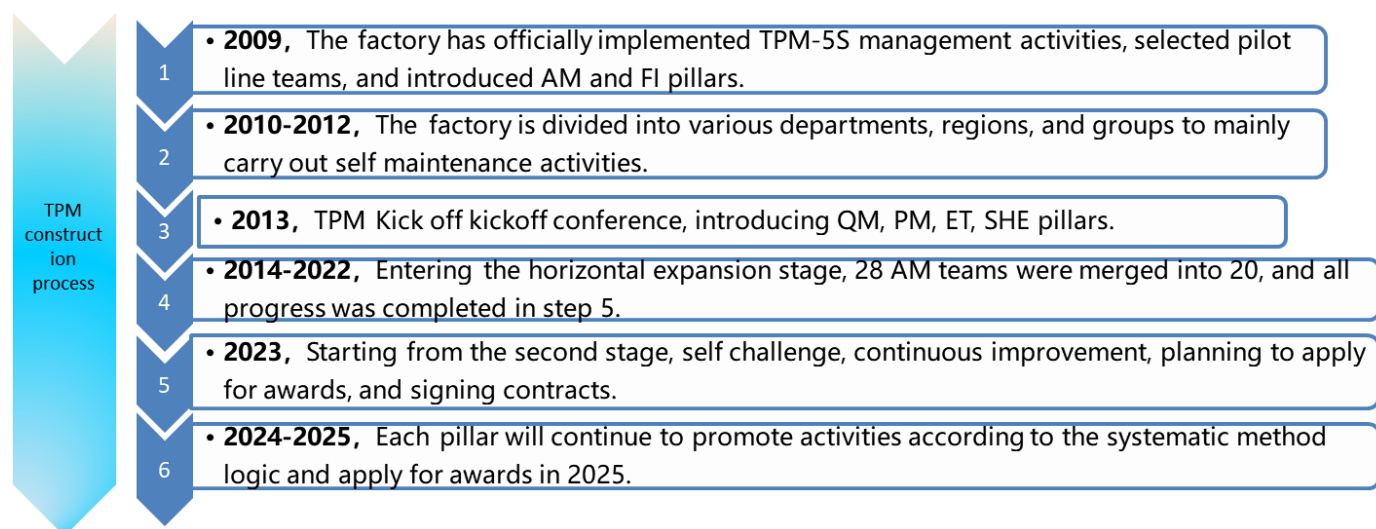 TPM
construct
ion
process
1
• 2009，The factory has officially implemented TPM-5S management activities, selected pilot
line teams, and introduced AM and FI pillars.
2
• 2010-2012，The factory is divided into various departments, regions, and groups to mainly
carry out self maintenance activities.
3
• 2013，TPM Kick off kickoff conference, introducing QM, PM, ET, SHE pillars.
4
• 2014-2022，Entering the horizontal expansion stage, 28 AM teams were merged into 20, and all
progress was completed in step 5.
5
• 2023，Starting from the second stage, self challenge, continuous improvement, planning to apply
for awards, and signing contracts.
6
• 2024-2025，Each pillar will continue to promote activities according to the systematic method
logic and apply for awards in 2025.